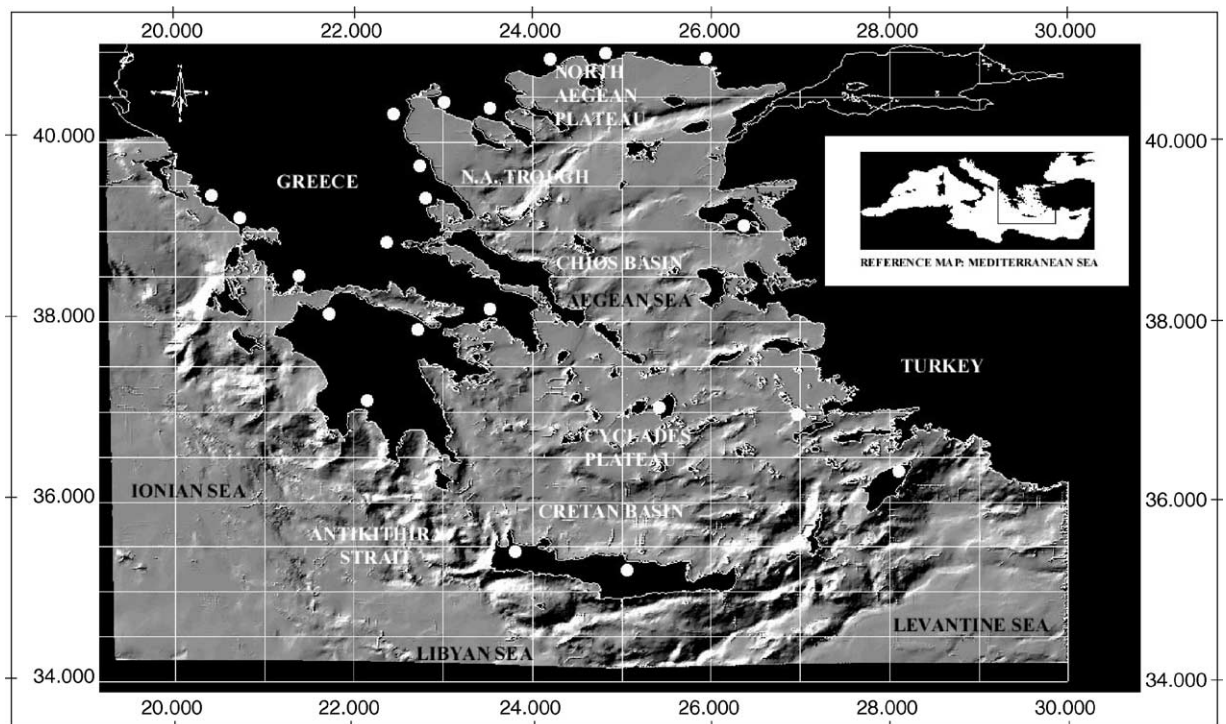 20.000 22.000 24.000 26.000 28.000 30.000
NORTH
AEGEAN
PLATEAU
40.000 40.000
GREECE
N.A. TROUGH
REFERENCE MAP: MEDITERRANEAN SEA
CHIOS BASIN
AEGEAN SEA
38.000 38.000
TURKEY
CYCLADES
PLATEAU
IONIAN SEA
36.000 36.000
CRETAN BASIN
ANTIKITHIR
STRAIT
LEVANTINE SEA
LIBYAN SEA
34.000 34.000
20.000 22.000 24.000 26.000 28.000 30.000